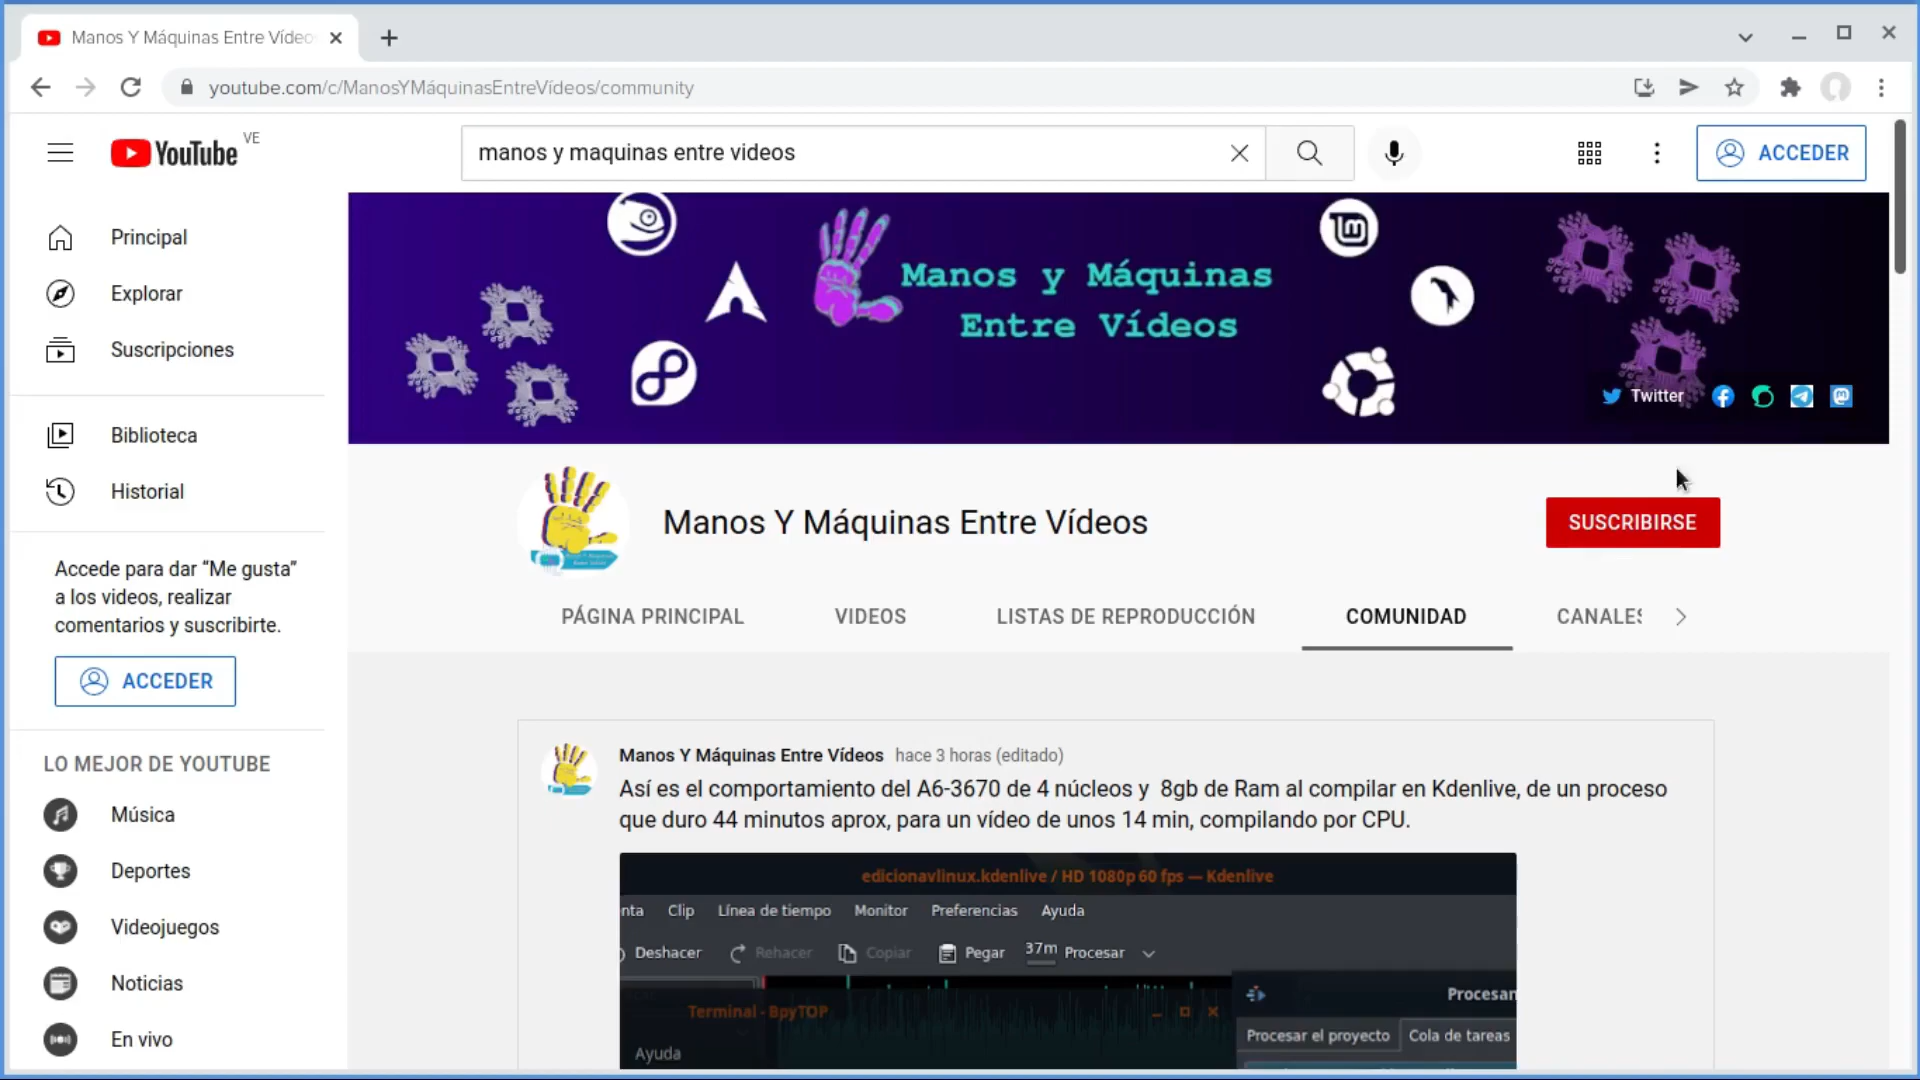 Manos Y Máquinas Entre Vídeo
youtube.com/c/ManosYMáquinasEntreVídeos/community
YouTube VE
manos y maquinas entre videos
ACCEDER
Principal
Explorar
Suscripciones
Biblioteca
Historial
Accede para dar “Me gusta”
a los videos, realizar
comentarios y suscribirte.
ACCEDER
LO MEJOR DE YOUTUBE
Música
Deportes
Videojuegos
Noticias
En vivo
Manos y Máquinas
Entre Vídeos
Twitter
Manos Y Máquinas Entre Vídeos
SUSCRIBIRSE
PÁGINA PRINCIPAL VIDEOS LISTAS DE REPRODUCCIÓN COMUNIDAD CANALES
Manos Y Máquinas Entre Vídeos hace 3 horas (editado)
Así es el comportamiento del A6-3670 de 4 núcleos y  8gb de Ram al compilar en Kdenlive, de un proceso
que duro 44 minutos aprox, para un vídeo de unos 14 min, compilando por CPU.
edicionavlinux.kdenlive / HD 1080p 60 fps — Kdenlive
nta Clip Línea de tiempo Monitor Preferencias Ayuda
Deshacer Rehacer Copiar Pegar 37m Procesar
Procesan
Terminal - BpyTOP
Procesar el proyecto Cola de tareas
Ayuda